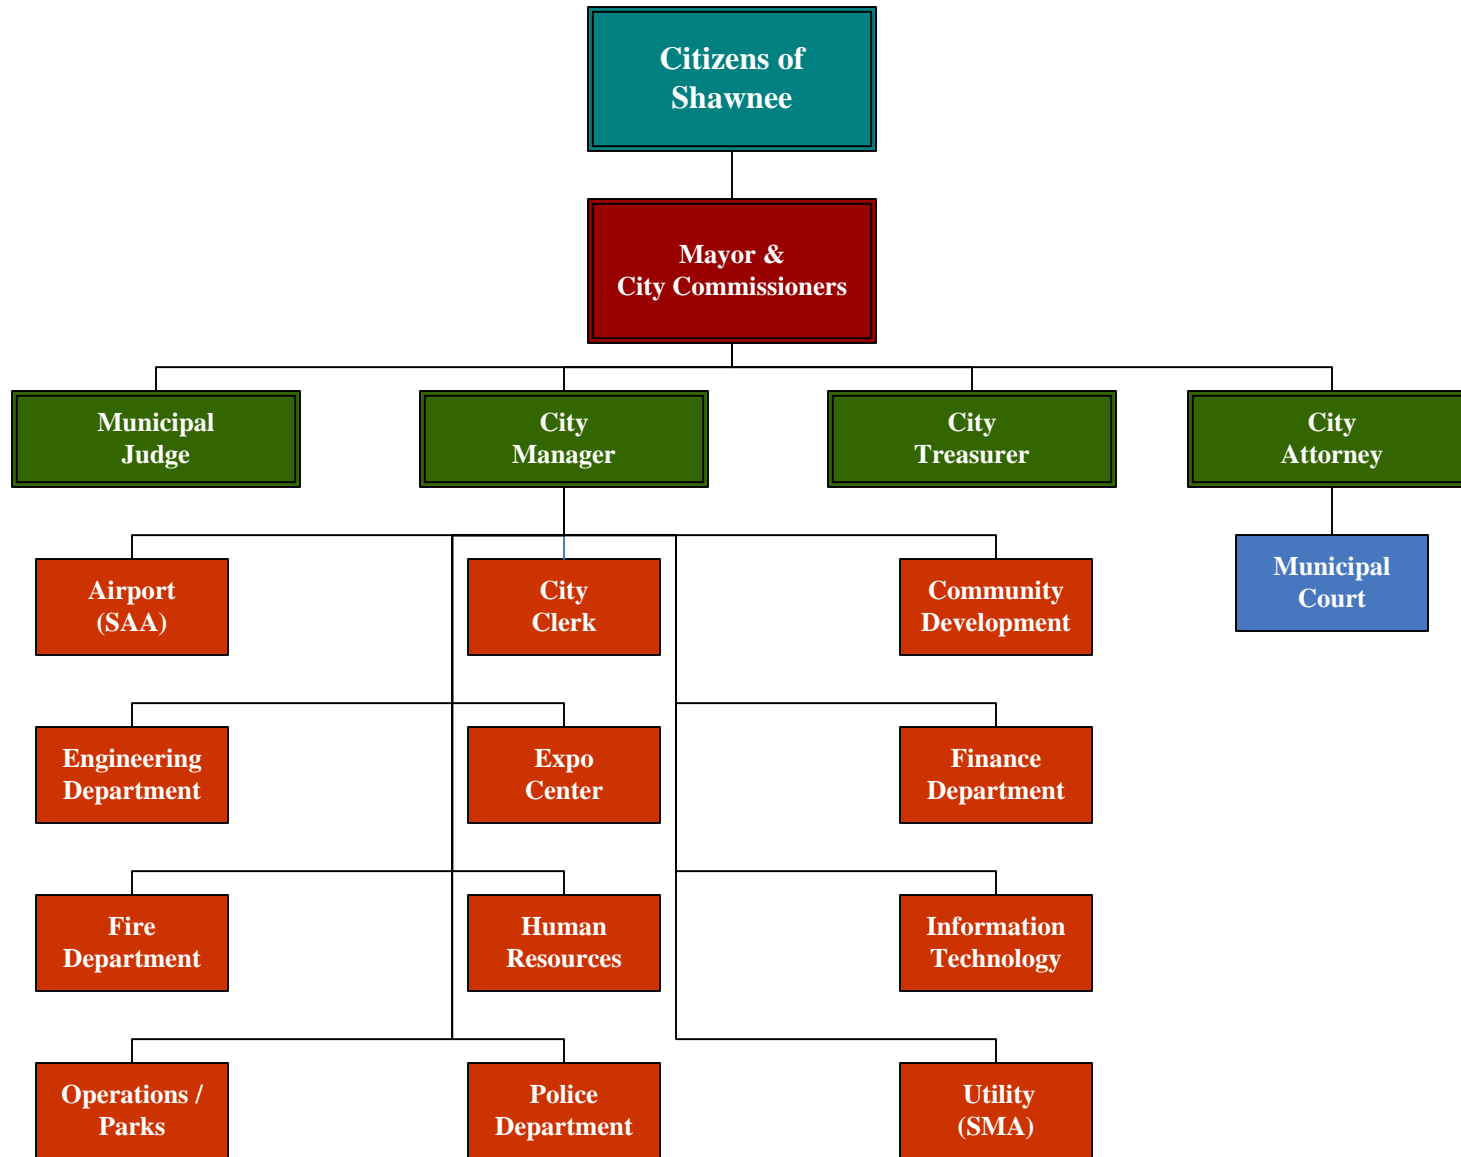 Citizens of
Shawnee
Mayor &
City Commissioners
Municipal
Judge
City
Manager
City
Treasurer
City
Attorney
Airport
(SAA)
City
Clerk
Community
Development
Municipal
Court
Engineering
Department
Expo
Center
Finance
Department
Fire
Department
Human
Resources
Information
Technology
Operations /
Parks
Police
Department
Utility
(SMA)